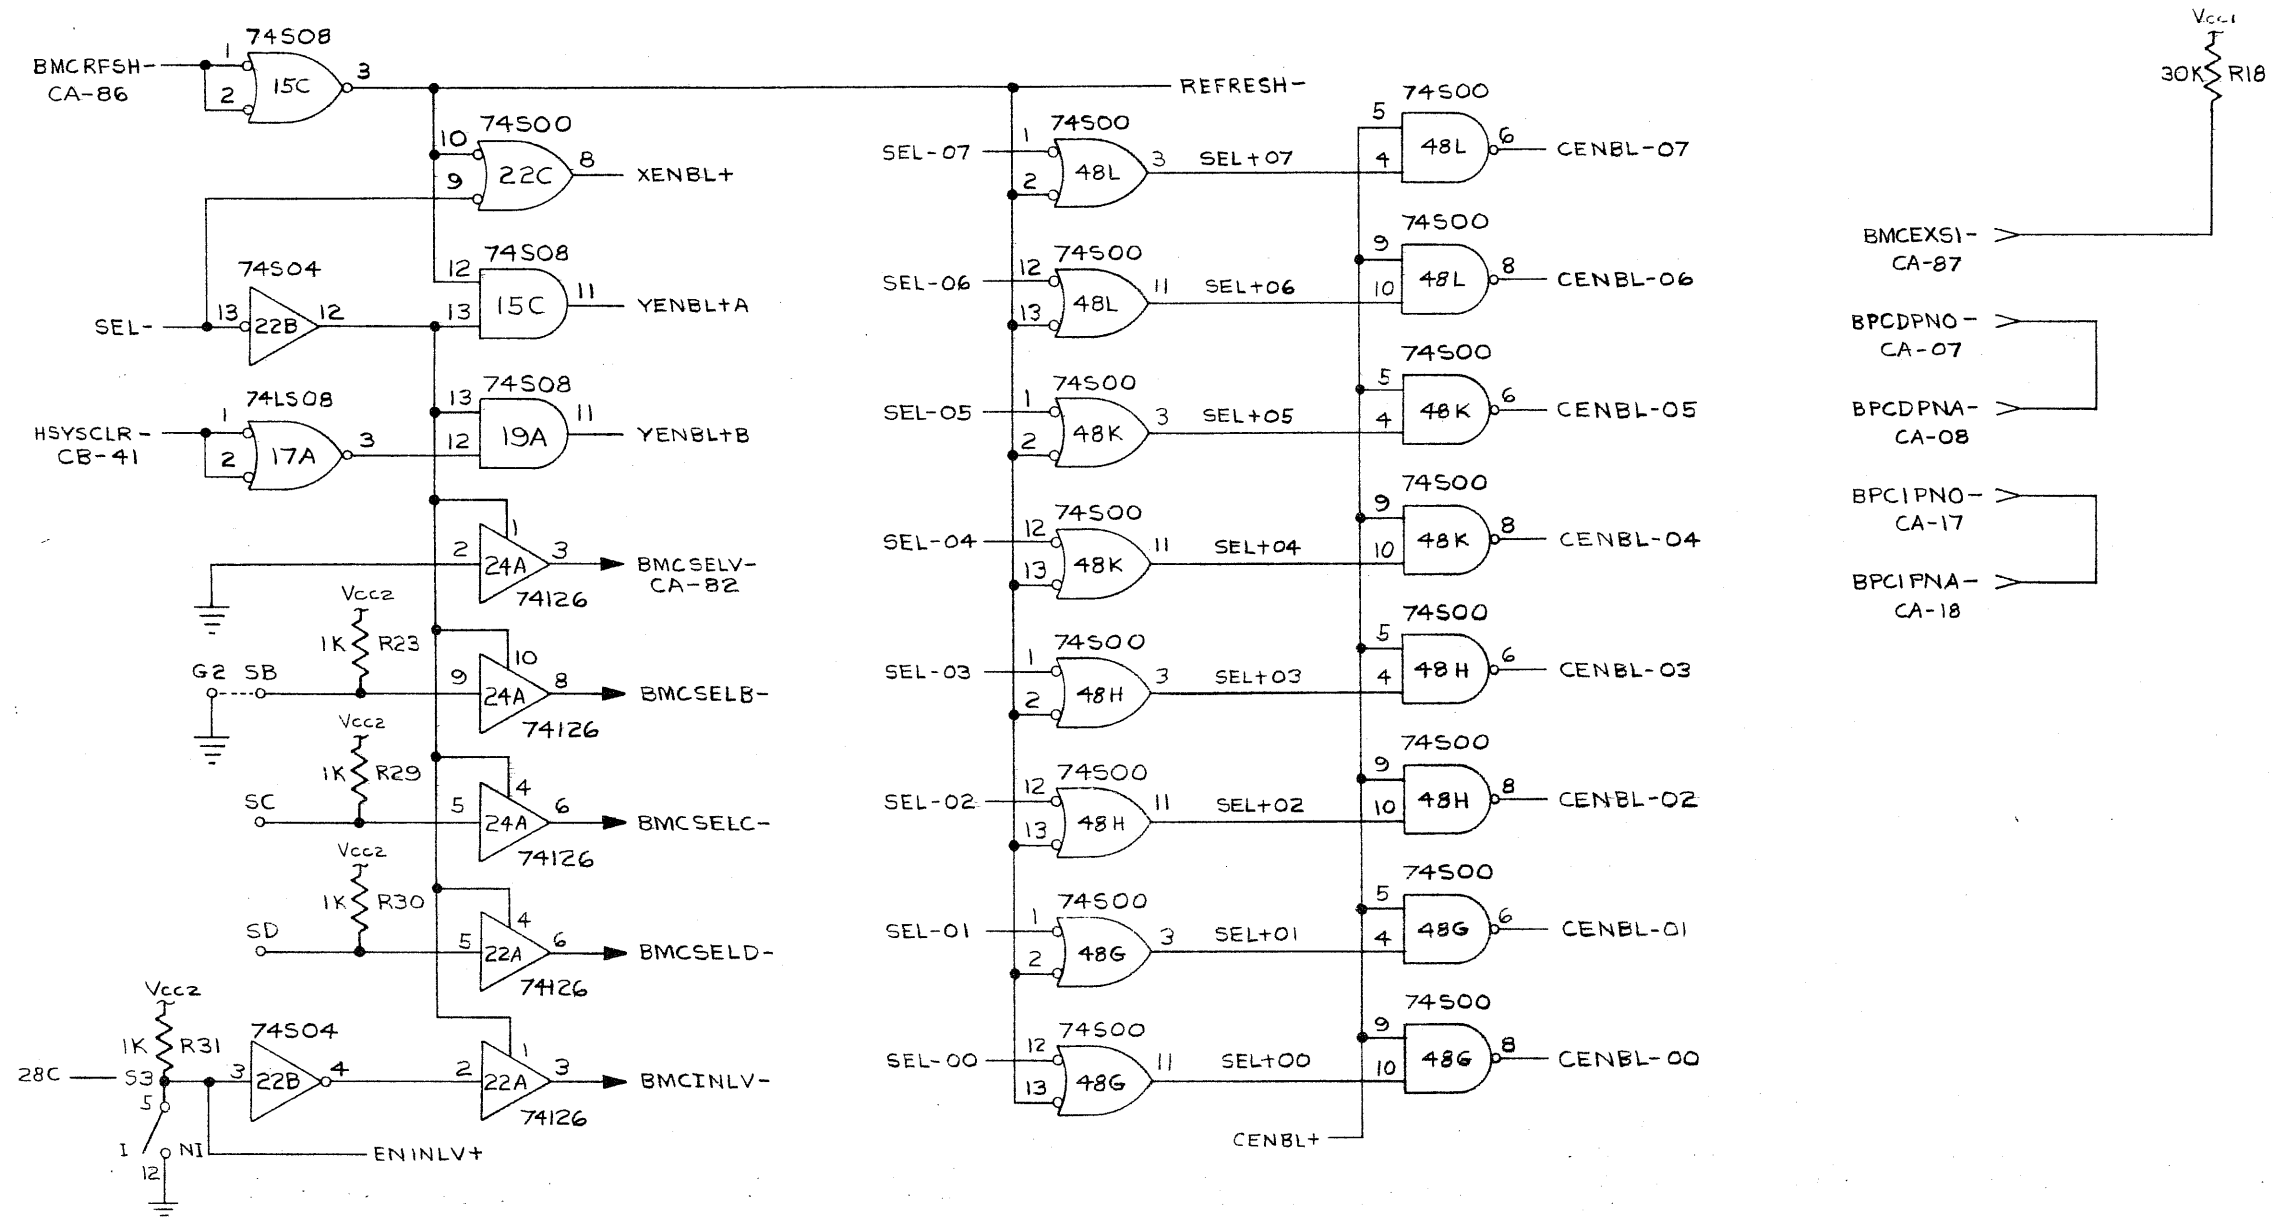 BMCRFSH-
CA-86
74S08
1
2
15C
3
REFRESH-
74S00
10
9
22C
8
XENBL+
74S08
12
13
15C
11
YENBL+A
SEL-
74S04
13
22B
12
74S08
13
12
19A
11
YENBL+B
HSYSCLR-
CB-41
74LS08
1
2
17A
3
1
2
24A
3
74126
BMCSELV-
CA-82
Vcc2
1K
R23
G2
SB
10
9
24A
8
74126
BMCSELB-
Vcc2
1K
R29
SC
4
5
24A
6
74126
BMCSELC-
Vcc2
1K
R30
SD
4
5
22A
6
74126
BMCSELD-
Vcc2
1K
R31
28C
S3
5
I
NI
12
74S04
3
22B
4
1
2
22A
3
74126
BMCINLV-
ENINLV+
SEL-07
74S00
1
2
48L
3
SEL+07
74S00
5
4
48L
6
CENBL-07
SEL-06
74S00
12
13
48L
11
SEL+06
74S00
9
10
48L
8
CENBL-06
SEL-05
74S00
1
2
48K
3
SEL+05
74S00
5
4
48K
6
CENBL-05
SEL-04
74S00
12
13
48K
11
SEL+04
74S00
9
10
48K
8
CENBL-04
SEL-03
74S00
1
2
48H
3
SEL+03
74S00
5
4
48H
6
CENBL-03
SEL-02
74S00
12
13
48H
11
SEL+02
74S00
9
10
48H
8
CENBL-02
SEL-01
74S00
1
2
48G
3
SEL+01
74S00
5
4
48G
6
CENBL-01
SEL-00
74S00
12
13
48G
11
SEL+00
74S00
9
10
48G
8
CENBL-00
CENBL+
Vcc1
30K
R18
BMCEXS1-
CA-87
BPCDPNO-
CA-07
BPCDPNA-
CA-08
BPCIPNO-
CA-17
BPCIPNA-
CA-18